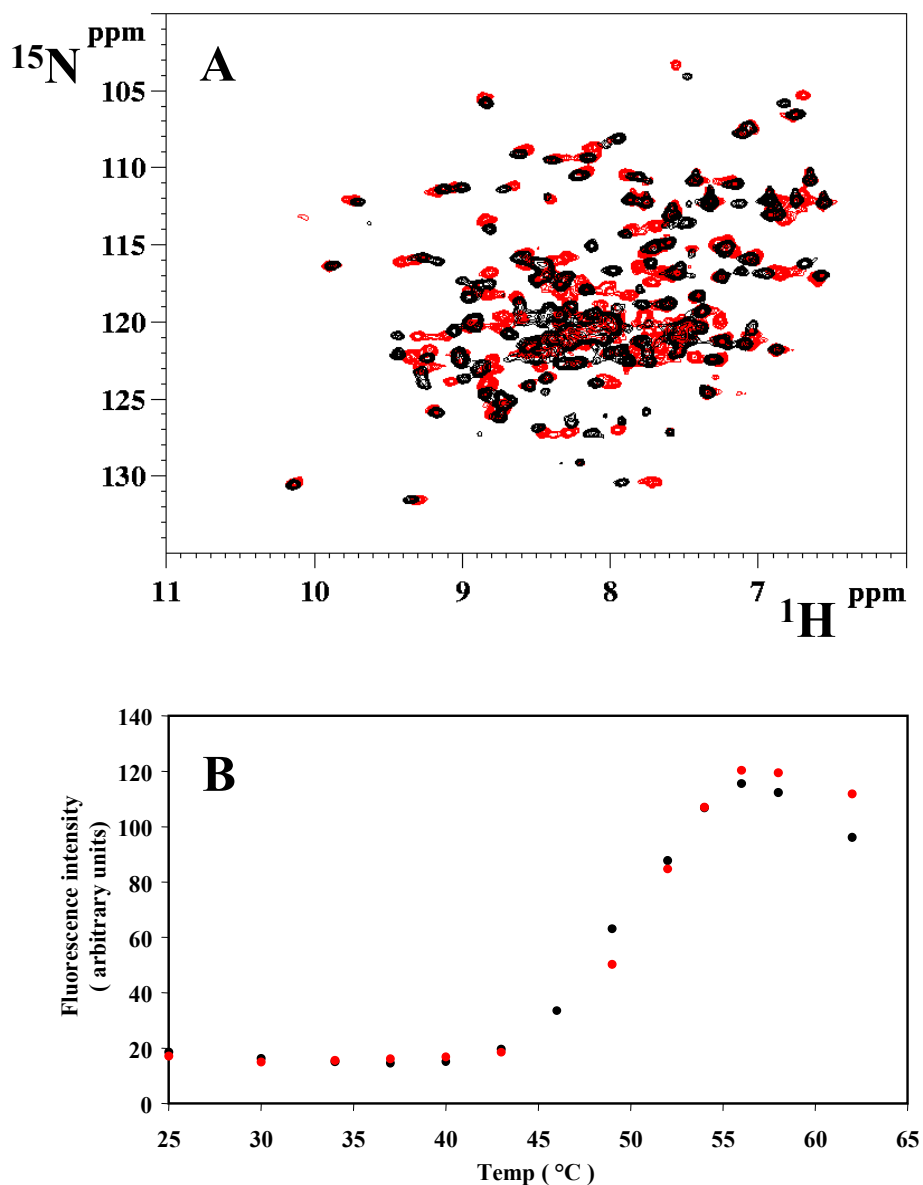 ¹⁵N ppm
A
105
110
115
120
125
130
11 10 9 8 7
¹H ppm
B
140
120
100
80
60
40
20
0
Fluorescence intensity
( arbitrary units)
25 30 35 40 45 50 55 60 65
Temp ( °C )